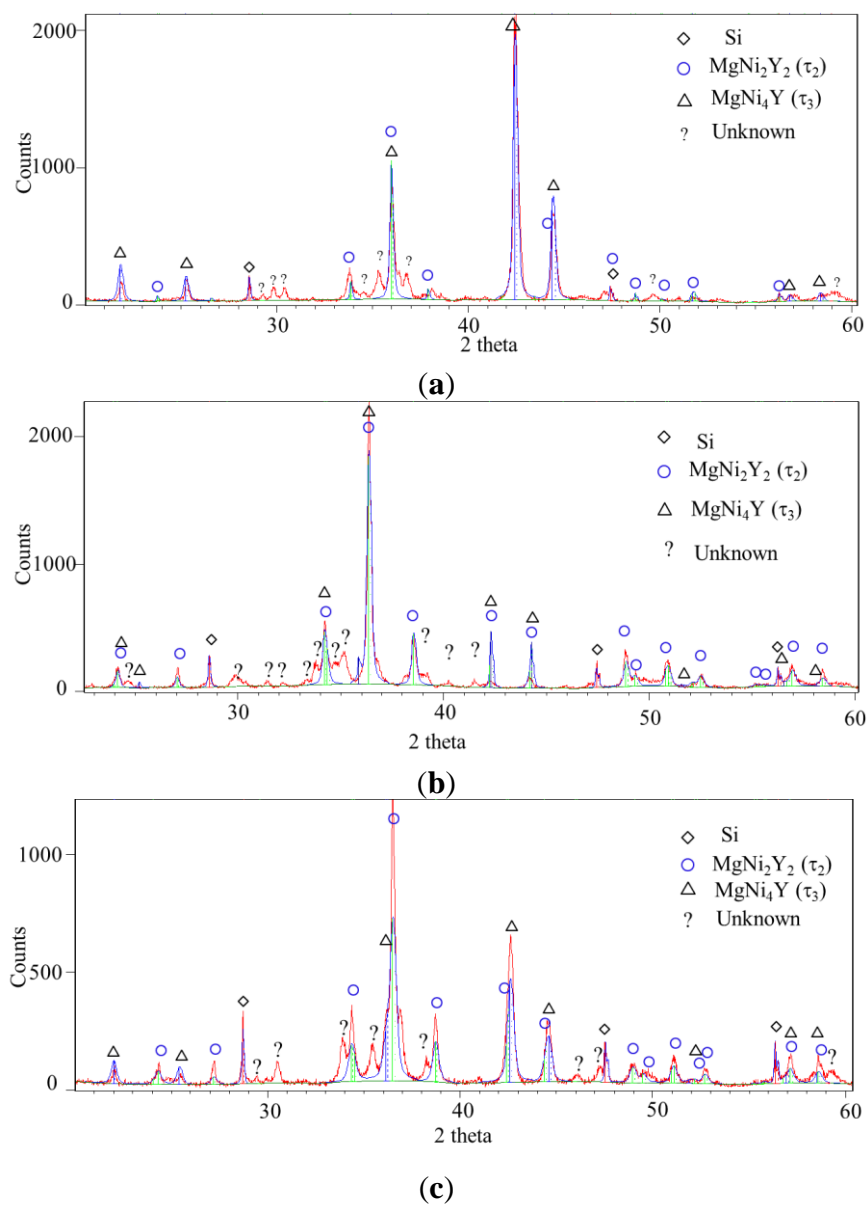 2000
◇ Si
○ MgNi₂Y₂ (τ₂)
△ MgNi₄Y (τ₃)
? Unknown
1000
Counts
? ? ? ? ? ? ? ?
0
30 40 50 60
2 theta
(a)
2000
◇ Si
○ MgNi₂Y₂ (τ₂)
△ MgNi₄Y (τ₃)
? Unknown
1000
Counts
? ? ? ? ? ? ? ? ? ? ?
0
30 40 50 60
2 theta
(b)
1000
◇ Si
○ MgNi₂Y₂ (τ₂)
△ MgNi₄Y (τ₃)
? Unknown
500
Counts
? ? ? ? ? ? ? ?
0
30 40 50 60
2 theta
(c)